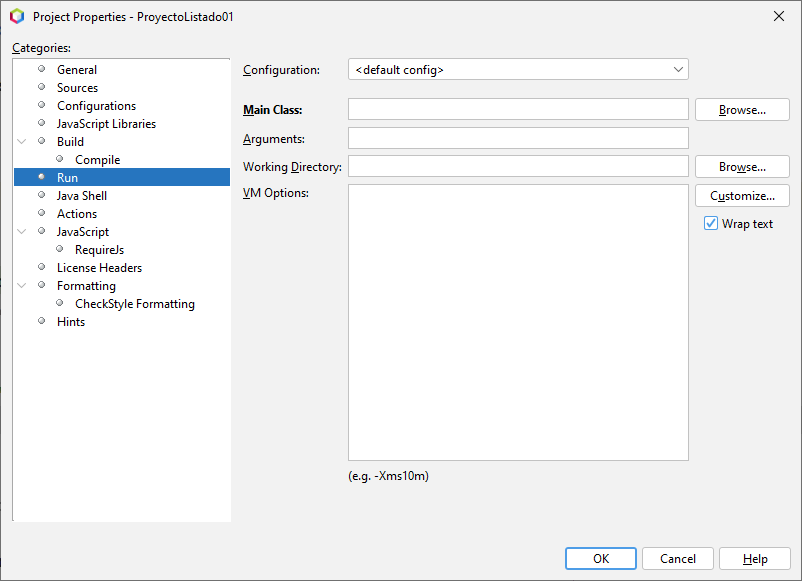 Project Properties - ProyectoListado01
Categories:
General
Sources
Configurations
JavaScript Libraries
Build
Compile
Run
Java Shell
Actions
JavaScript
RequireJs
License Headers
Formatting
CheckStyle Formatting
Hints
Configuration: <default config>
Main Class: Browse...
Arguments:
Working Directory: Browse...
VM Options: Customize...
Wrap text
(e.g. -Xms10m)
OK Cancel Help